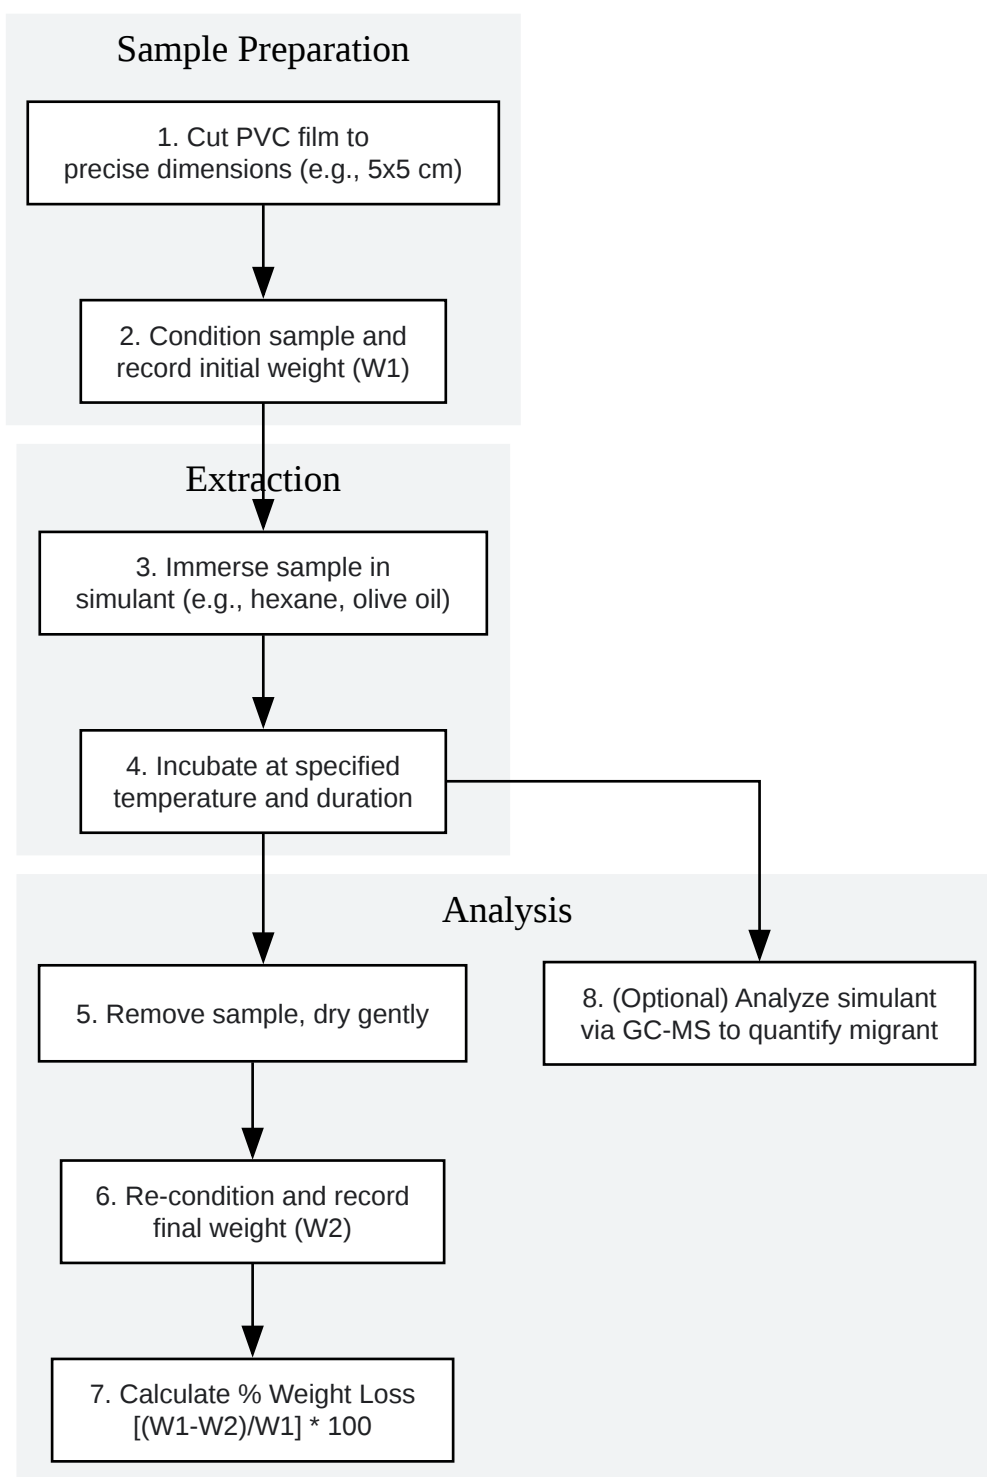 Sample Preparation
1. Cut PVC film to
precise dimensions (e.g., 5x5 cm)
2. Condition sample and
record initial weight (W1)
Extraction
3. Immerse sample in
simulant (e.g., hexane, olive oil)
4. Incubate at specified
temperature and duration
Analysis
5. Remove sample, dry gently
8. (Optional) Analyze simulant
via GC-MS to quantify migrant
6. Re-condition and record
final weight (W2)
7. Calculate % Weight Loss
[(W1-W2)/W1] * 100